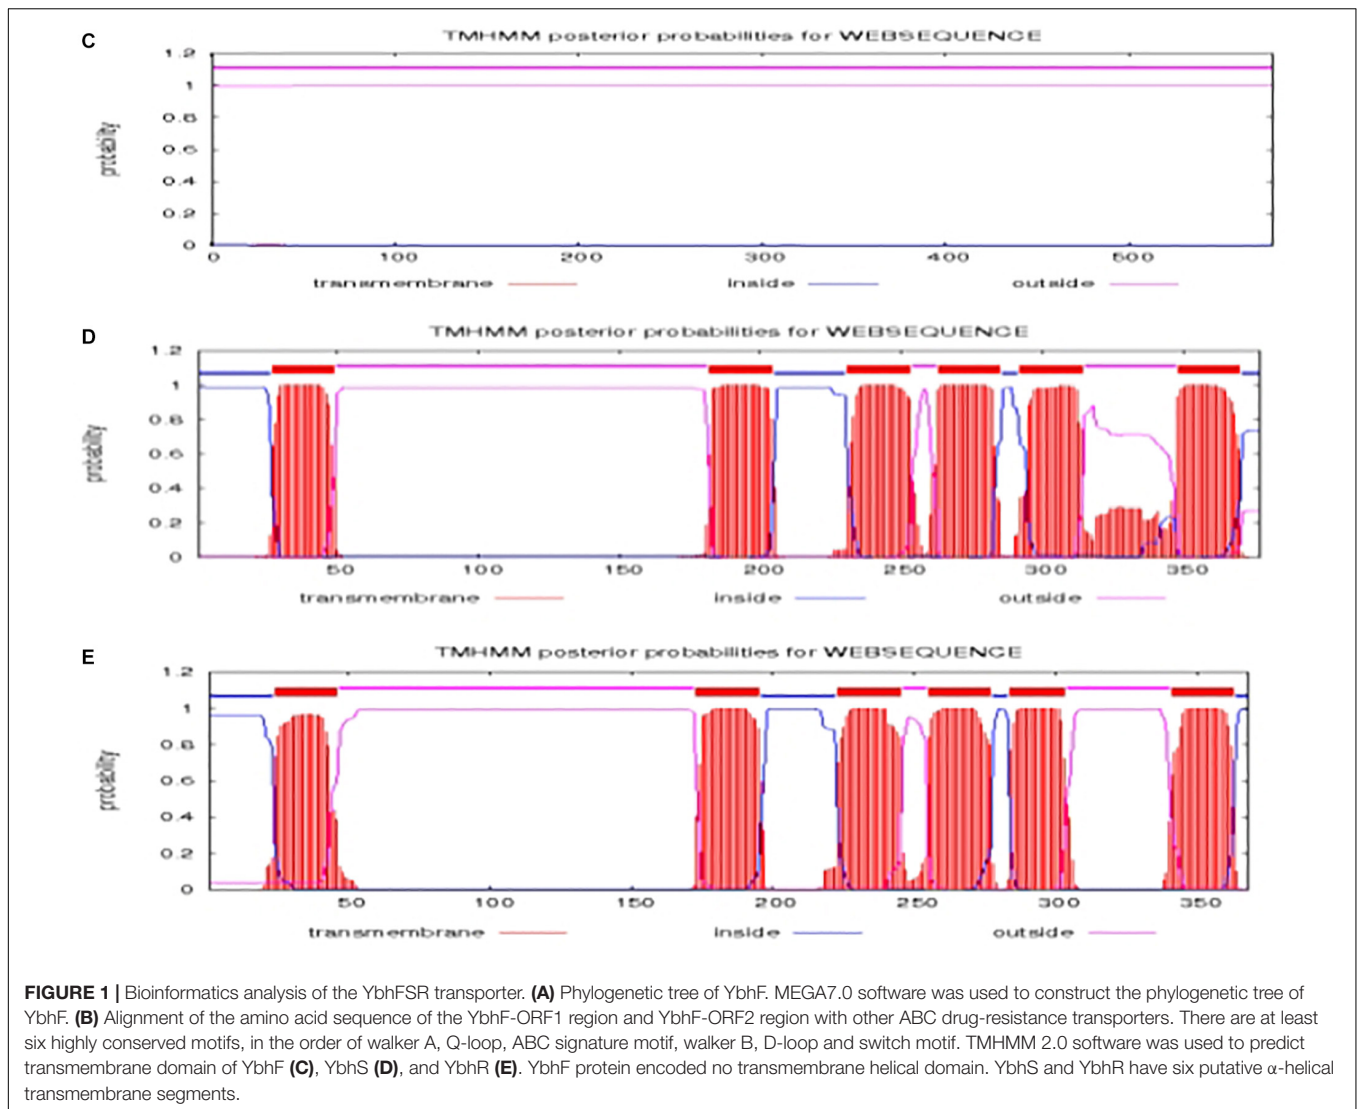 C
TMHMM posterior probabilities for WEBSEQUENCE
probability
1.2
1
0.8
0.6
0.4
0.2
0
0 100 200 300 400 500
transmembrane inside outside
D
TMHMM posterior probabilities for WEBSEQUENCE
probability
1.2
1
0.8
0.6
0.4
0.2
0
50 100 150 200 250 300 350
transmembrane inside outside
E
TMHMM posterior probabilities for WEBSEQUENCE
probability
1.2
1
0.8
0.6
0.4
0.2
0
50 100 150 200 250 300 350
transmembrane inside outside
FIGURE 1 | Bioinformatics analysis of the YbhFSR transporter. (A) Phylogenetic tree of YbhF. MEGA7.0 software was used to construct the phylogenetic tree of
YbhF. (B) Alignment of the amino acid sequence of the YbhF-ORF1 region and YbhF-ORF2 region with other ABC drug-resistance transporters. There are at least
six highly conserved motifs, in the order of walker A, Q-loop, ABC signature motif, walker B, D-loop and switch motif. TMHMM 2.0 software was used to predict
transmembrane domain of YbhF (C), YbhS (D), and YbhR (E). YbhF protein encoded no transmembrane helical domain. YbhS and YbhR have six putative α-helical
transmembrane segments.